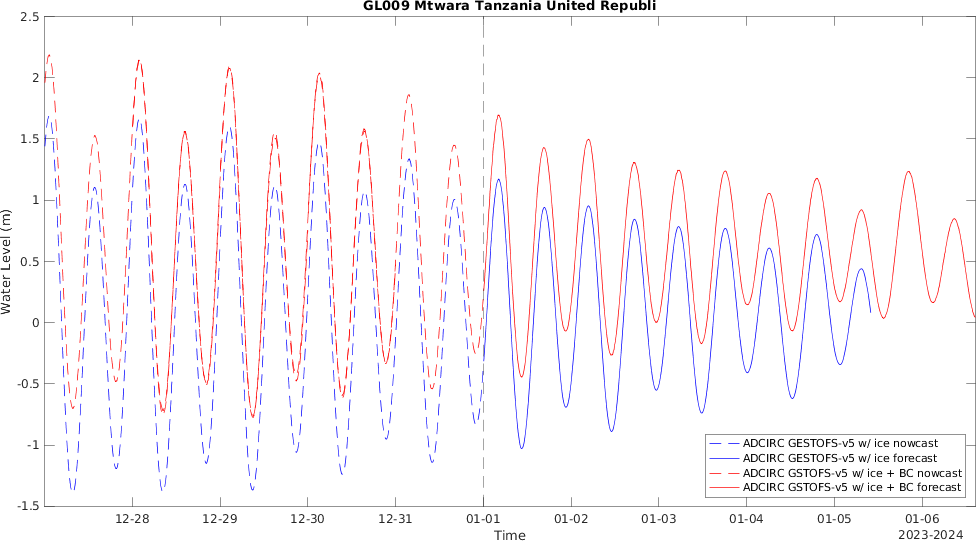 GL009 Mtwara Tanzania United Republi
2.5
2
1.5
1
0.5
0
-0.5
-1
-1.5
Water Level (m)
12-28
12-29
12-30
12-31
01-01
01-02
01-03
01-04
01-05
01-06
Time
2023-2024
ADCIRC GESTOFS-v5 w/ ice nowcast
ADCIRC GESTOFS-v5 w/ ice forecast
ADCIRC GSTOFS-v5 w/ ice + BC nowcast
ADCIRC GSTOFS-v5 w/ ice + BC forecast